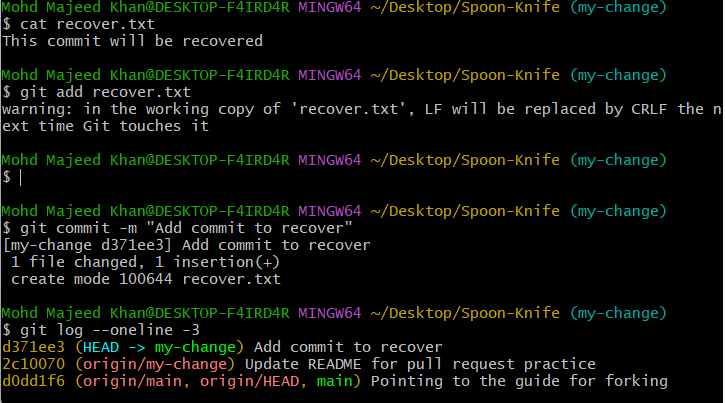 Mohd Majeed Khan@DESKTOP-F4IRD4R MINGW64 ~/Desktop/Spoon-Knife (my-change)
$ cat recover.txt
This commit will be recovered
Mohd Majeed Khan@DESKTOP-F4IRD4R MINGW64 ~/Desktop/Spoon-Knife (my-change)
$ git add recover.txt
warning: in the working copy of 'recover.txt', LF will be replaced by CRLF the n
ext time Git touches it
Mohd Majeed Khan@DESKTOP-F4IRD4R MINGW64 ~/Desktop/Spoon-Knife (my-change)
$
Mohd Majeed Khan@DESKTOP-F4IRD4R MINGW64 ~/Desktop/Spoon-Knife (my-change)
$ git commit -m "Add commit to recover"
[my-change d371ee3] Add commit to recover
 1 file changed, 1 insertion(+)
 create mode 100644 recover.txt
Mohd Majeed Khan@DESKTOP-F4IRD4R MINGW64 ~/Desktop/Spoon-Knife (my-change)
$ git log --oneline -3
d371ee3 (HEAD -> my-change) Add commit to recover
2c10070 (origin/my-change) Update README for pull request practice
d0dd1f6 (origin/main, origin/HEAD, main) Pointing to the guide for forking